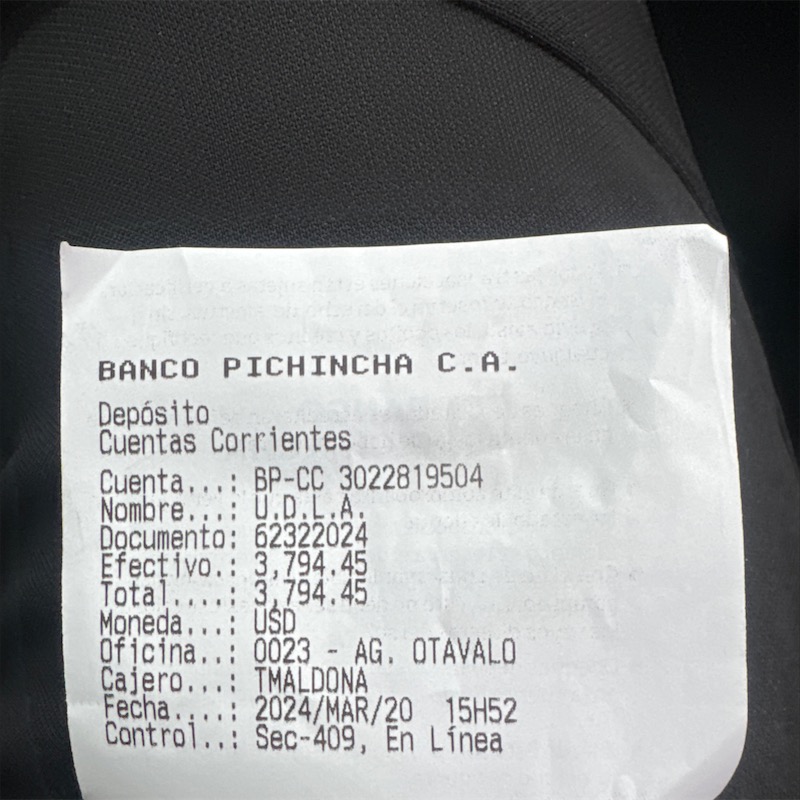 BANCO PICHINCHA C.A.
Depósito
Cuentas Corrientes
Cuenta...: BP-CC 3022819504
Nombre...: U.D.L.A.
Documento: 62322024
Efectivo.: 3,794.45
Total....: 3,794.45
Moneda...: USD
Oficina..: 0023 - AG. OTAVALO
Cajero...: TMALDONA
Fecha....: 2024/MAR/20 15H52
Control..: Sec-409, En Línea